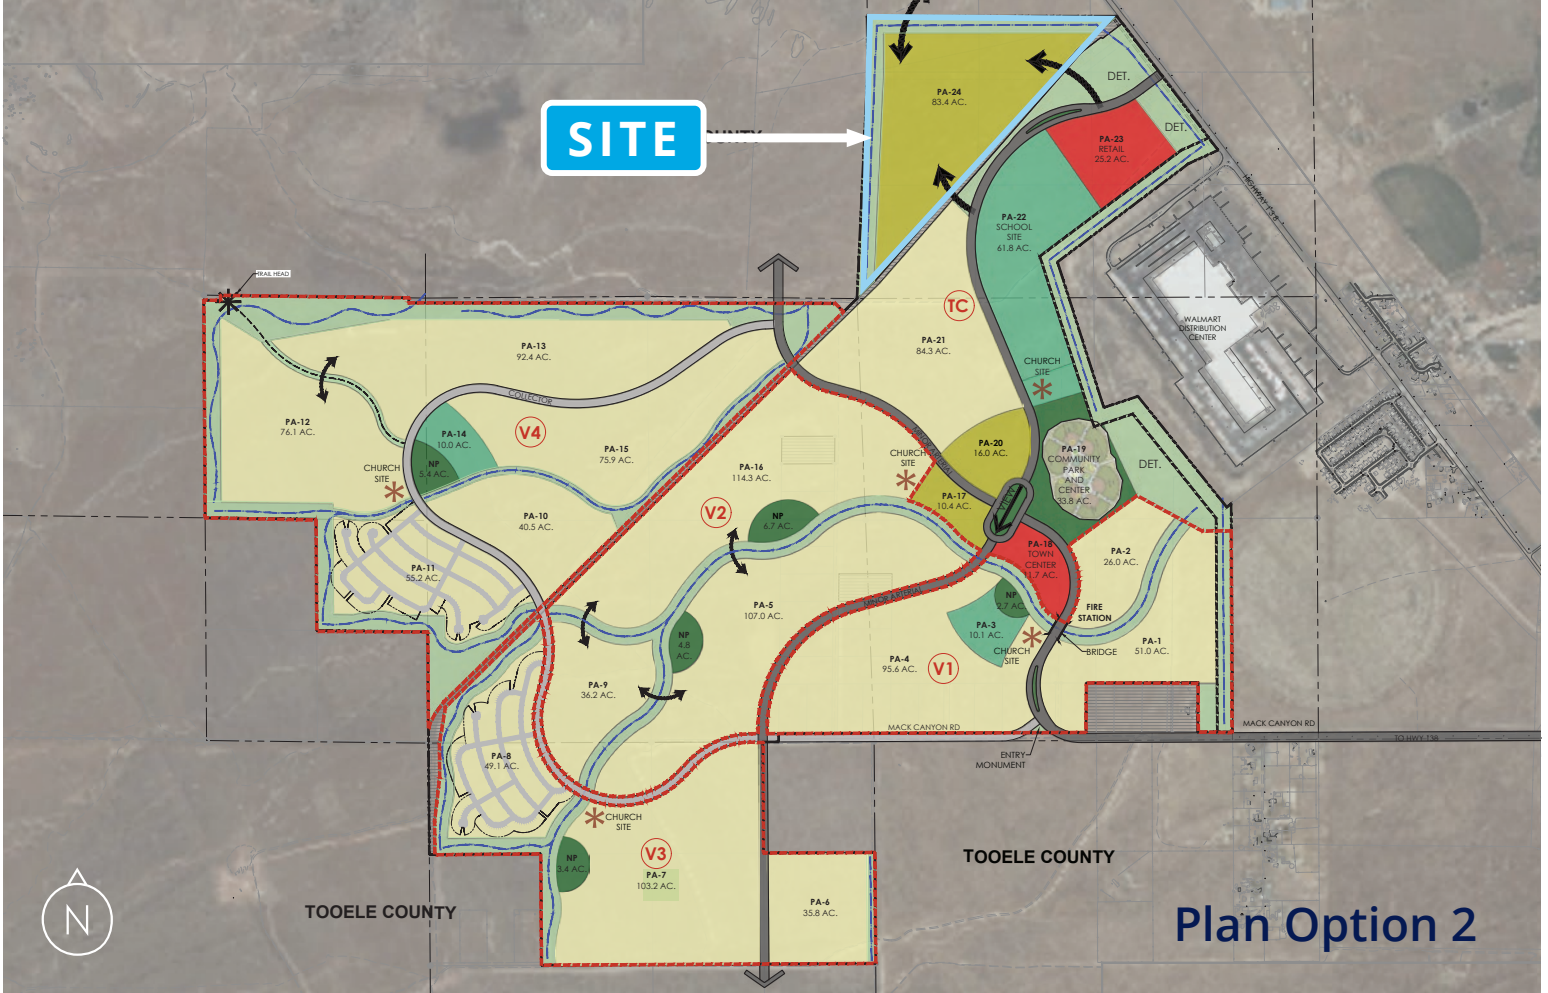 PA-24
83.4 AC.
DET.
SITE
COUNTY
DET.
PA-23
RETAIL
25.2 AC.
HIGHWAY 138
PA-22
SCHOOL
SITE
61.8 AC.
TRAIL HEAD
TC
WALMART
DISTRIBUTION
CENTER
PA-13
92.4 AC.
PA-21
84.3 AC.
CHURCH
SITE
COLLECTOR
PA-12
76.1 AC.
PA-14
10.0 AC.
V4
PA-15
75.9 AC.
MINOR ARTERIAL
PA-20
16.0 AC.
PA-19
COMMUNITY
PARK
AND
CENTER
33.8 AC.
DET.
CHURCH
SITE
NP
5.4 AC.
PA-16
114.3 AC.
CHURCH
SITE
PA-17
10.4 AC.
VIEW
PA-10
40.5 AC.
V2
NP
6.7 AC.
PA-18
TOWN
CENTER
11.7 AC.
PA-2
26.0 AC.
PA-11
55.2 AC.
MINOR ARTERIAL
NP
2.7 AC.
PA-5
107.0 AC.
FIRE
STATION
PA-3
10.1 AC.
NP
4.8
AC.
CHURCH
SITE
BRIDGE
PA-1
51.0 AC.
PA-4
95.6 AC.
V1
PA-9
36.2 AC.
MACK CANYON RD
MACK CANYON RD
TO HWY 138
ENTRY
MONUMENT
PA-8
49.1 AC.
CHURCH
SITE
V3
NP
3.4 AC.
PA-7
103.2 AC.
TOOELE COUNTY
PA-6
35.8 AC.
TOOELE COUNTY
N
Plan Option 2